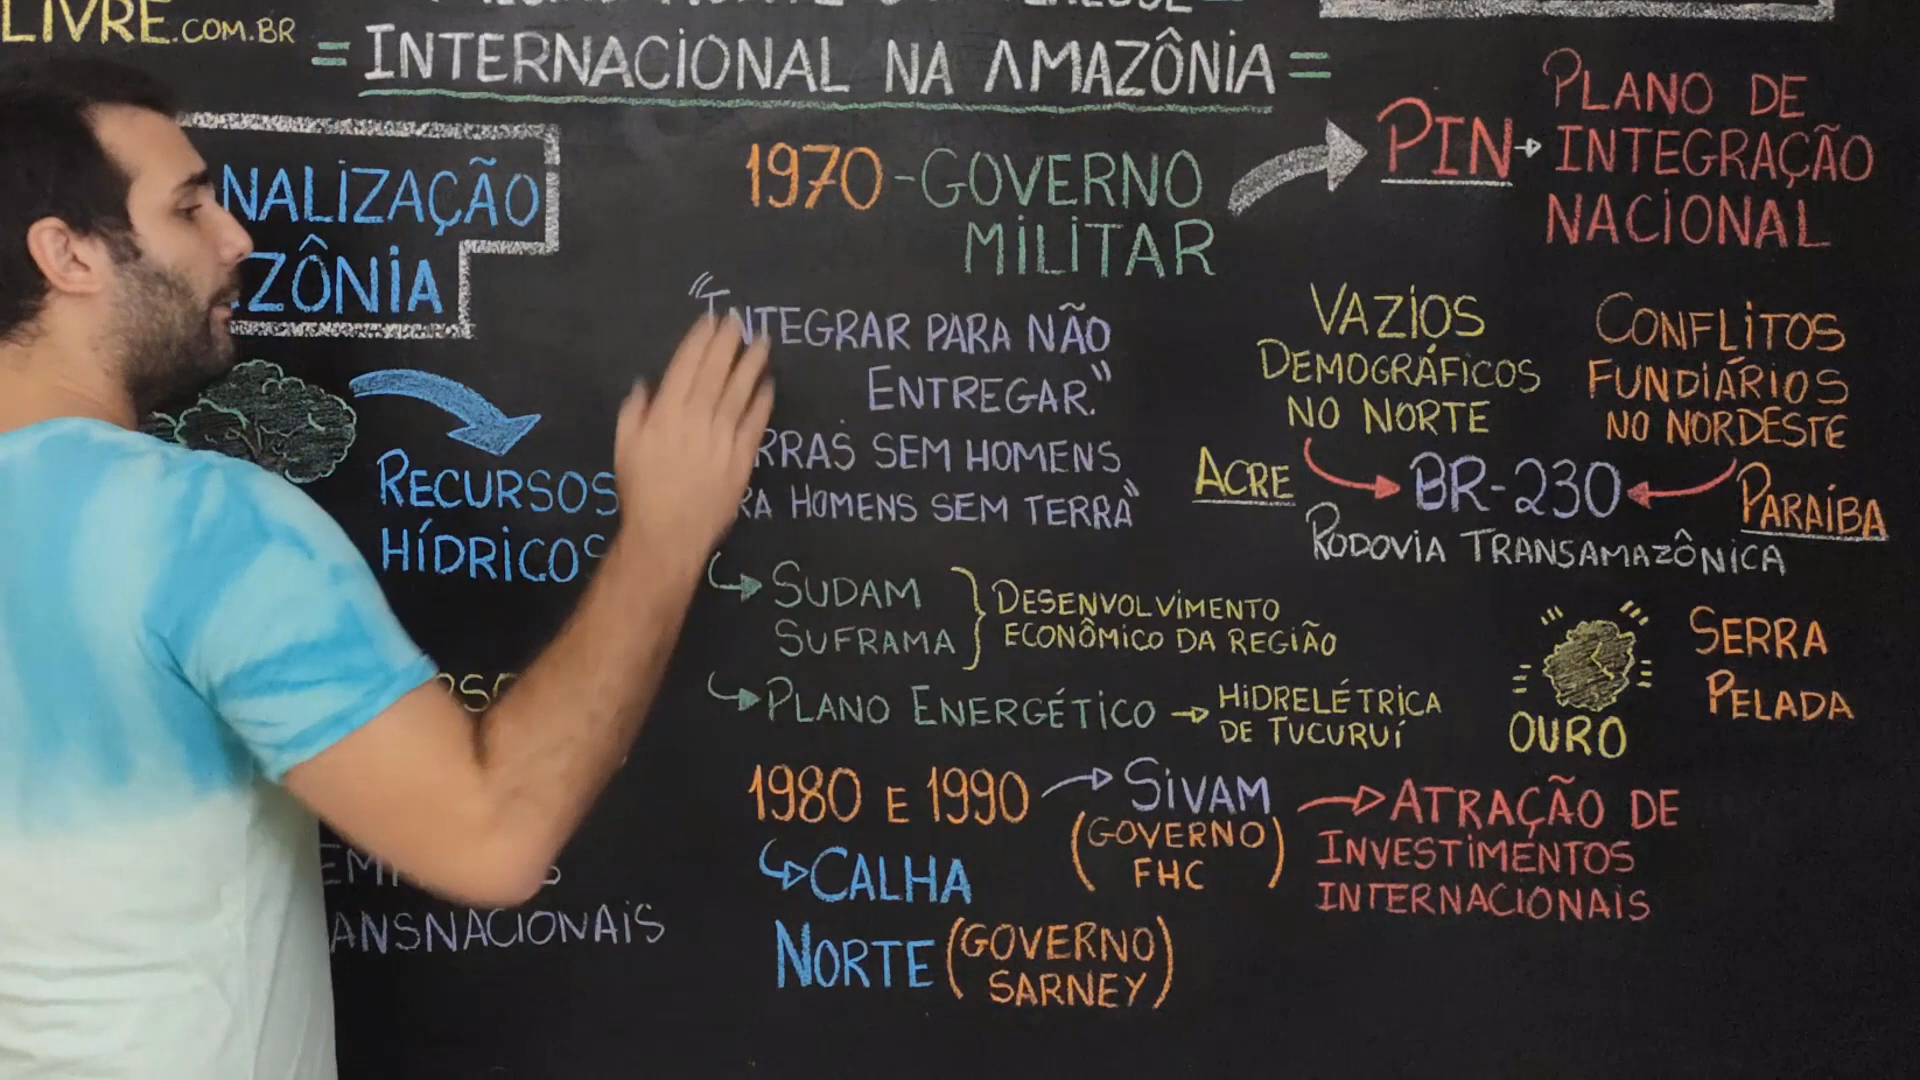 LIVRE.COM.BR
= INTERNACIONAL NA AMAZÔNIA =
NALIZAÇÃO
ZÔNIA
RECURSOS
HÍDRICOS
ANSNACIONAIS
1970 - GOVERNO
MILITAR
PIN → PLANO DE
INTEGRAÇÃO
NACIONAL
"INTEGRAR PARA NÃO
ENTREGAR."
RRAS SEM HOMENS
RA HOMENS SEM TERRA"
VAZIOS
DEMOGRÁFICOS
NO NORTE
CONFLITOS
FUNDIÁRIOS
NO NORDESTE
ACRE
BR-230
PARAÍBA
RODOVIA TRANSAMAZÔNICA
SUDAM
SUFRAMA
DESENVOLVIMENTO
ECONÔMICO DA REGIÃO
PLANO ENERGÉTICO → HIDRELÉTRICA
DE TUCURUÍ
OURO
SERRA
PELADA
1980 E 1990
SIVAM
(GOVERNO
FHC)
ATRAÇÃO DE
INVESTIMENTOS
INTERNACIONAIS
CALHA
NORTE (GOVERNO
SARNEY)